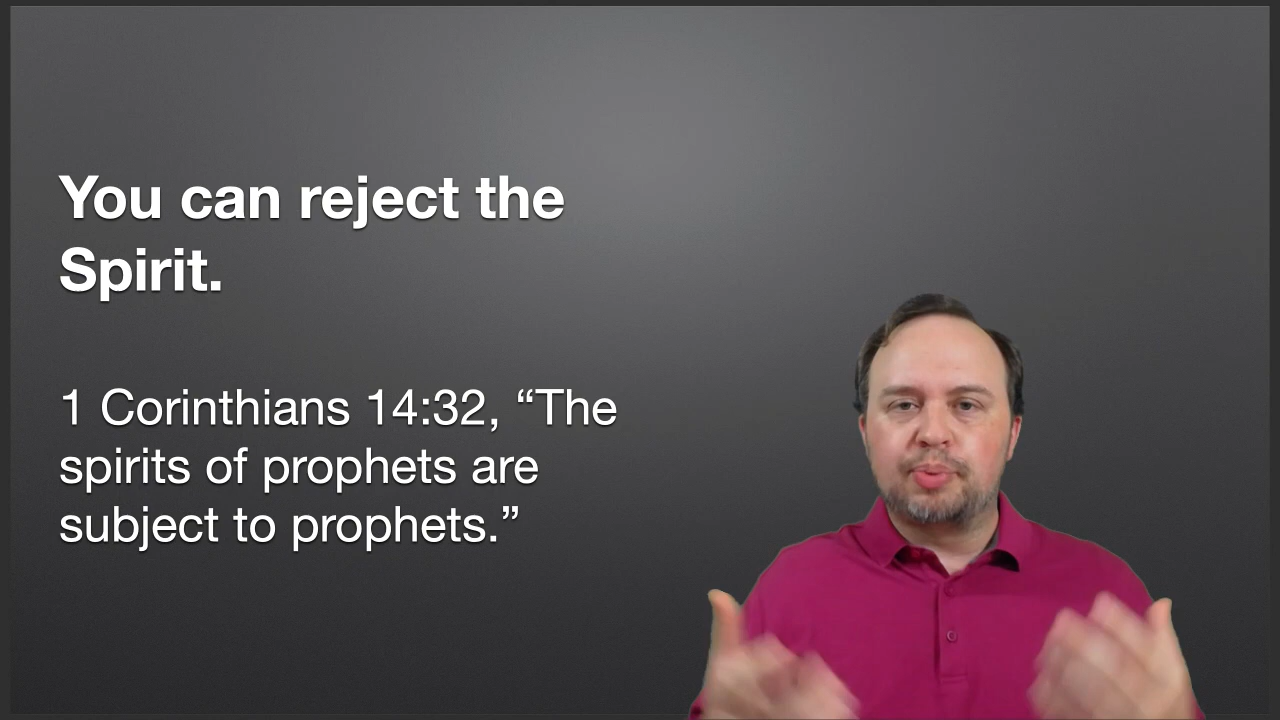 You can reject the
Spirit.
1 Corinthians 14:32, “The
spirits of prophets are
subject to prophets.”